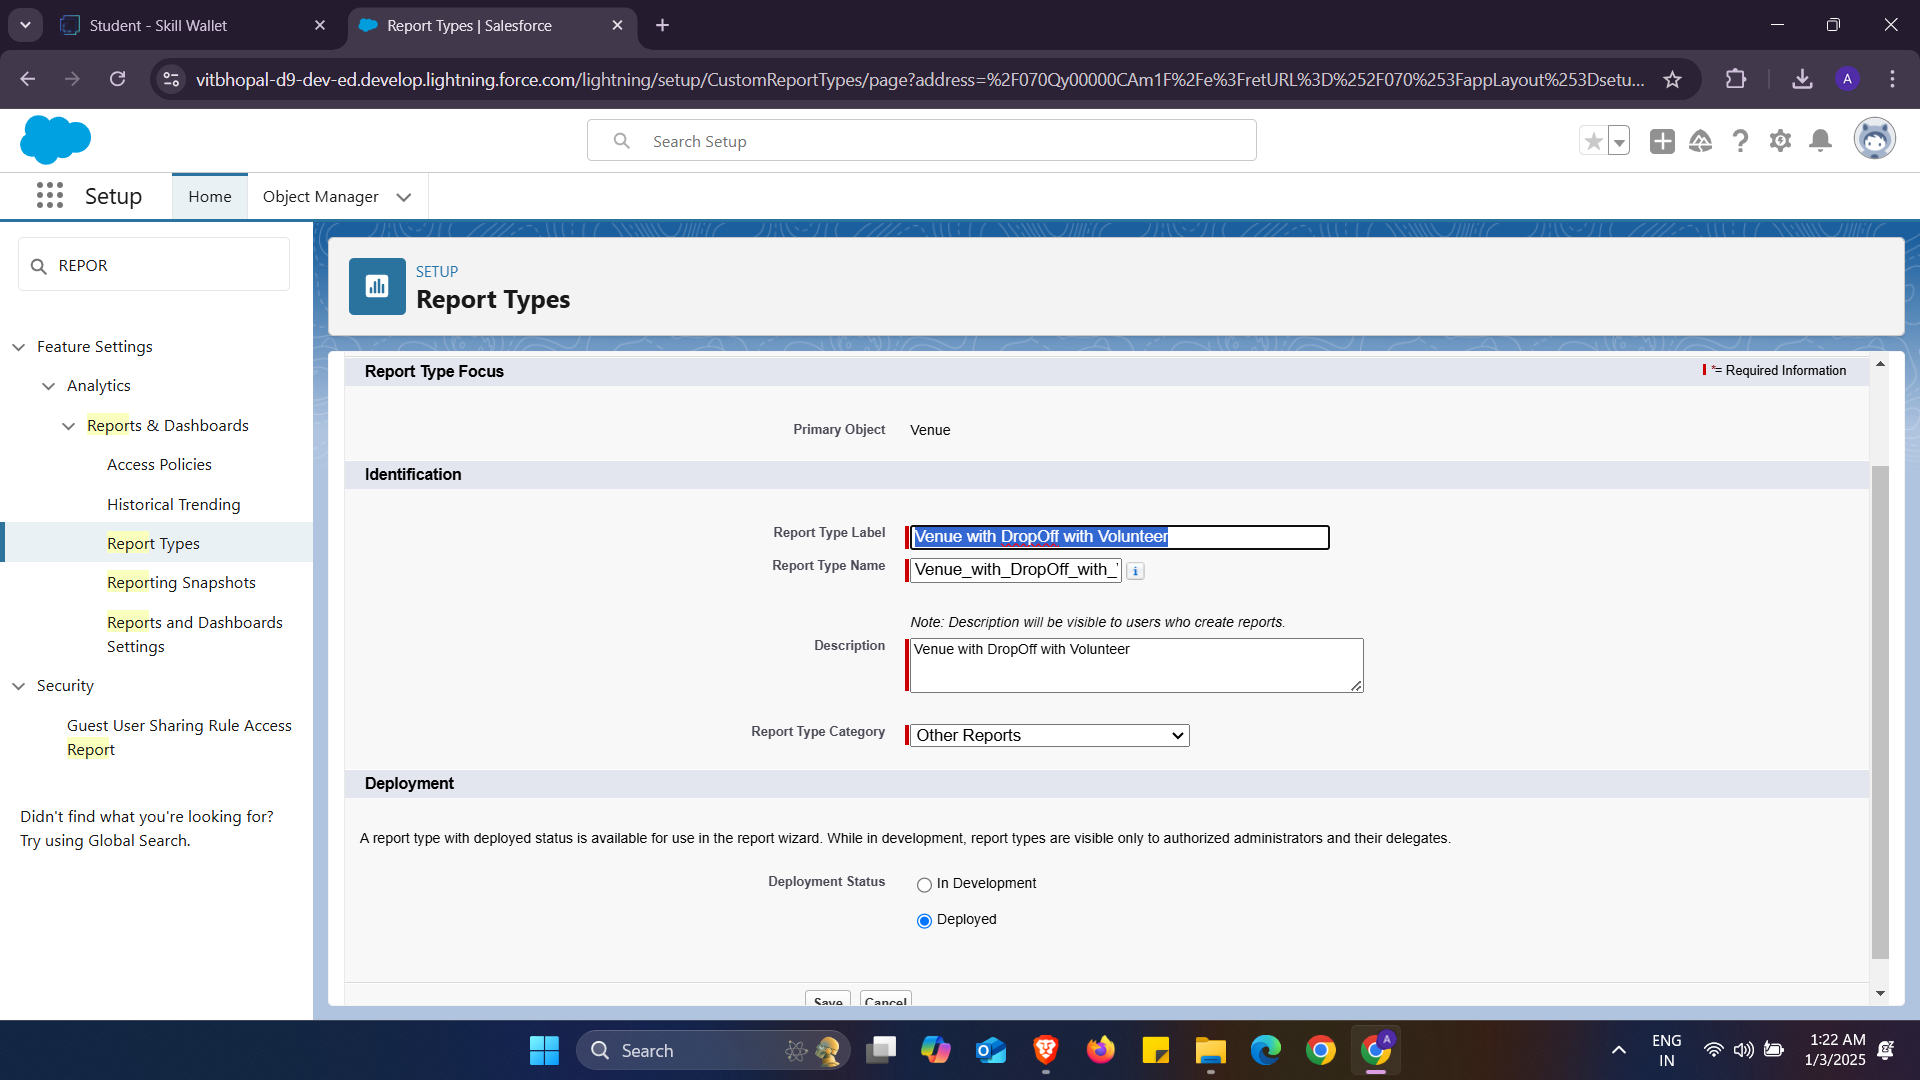 Student - Skill Wallet
Report Types | Salesforce
vitbhopal-d9-dev-ed.develop.lightning.force.com/lightning/setup/CustomReportTypes/page?address=%2F070Qy00000CAm1F%2Fe%3FretURL%3D%252F070%253FappLayout%253Dsetu...
A
Search Setup
Setup
Home
Object Manager
REPOR
SETUP
Report Types
Feature Settings
Analytics
Reports & Dashboards
Access Policies
Historical Trending
Report Types
Reporting Snapshots
Reports and Dashboards
Settings
Security
Guest User Sharing Rule Access
Report
Didn't find what you're looking for?
Try using Global Search.
Report Type Focus
*= Required Information
Primary Object Venue
Identification
Report Type Label Venue with DropOff with Volunteer
Report Type Name Venue_with_DropOff_with_
Note: Description will be visible to users who create reports.
Description Venue with DropOff with Volunteer
Report Type Category Other Reports
Deployment
A report type with deployed status is available for use in the report wizard. While in development, report types are visible only to authorized administrators and their delegates.
Deployment Status In Development
Deployed
Save Cancel
Search
A
ENG
IN
1:22 AM
1/3/2025